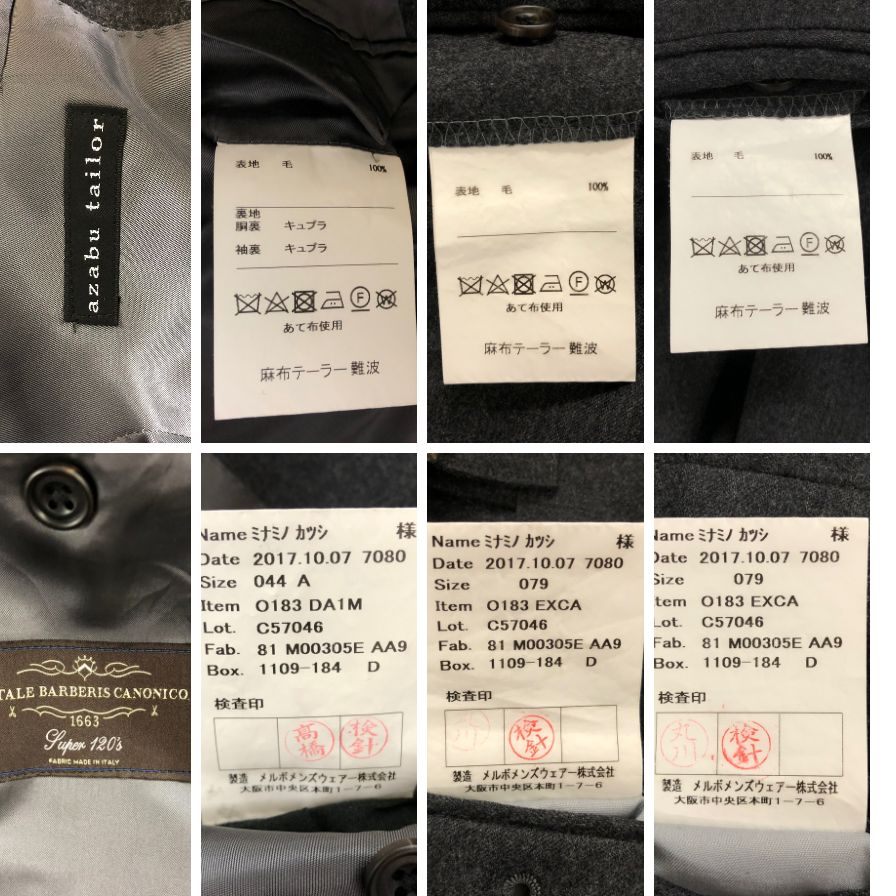 azabu tailor
表地 毛 100%
裏地
胴裏 キュプラ
袖裏 キュプラ
F
W
あて布使用
麻布テーラー 難波
表地 毛 100%
F
W
あて布使用
麻布テーラー 難波
表地 毛 100%
F
W
あて布使用
麻布テーラー 難波
TALE BARBERIS CANONICO
1663
Super 120's
FABRIC MADE IN ITALY
Name ﾐﾅﾐﾉ ｶﾂｼ 様
Date 2017.10.07 7080
Size 044 A
Item O183 DA1M
Lot. C57046
Fab. 81 M00305E AA9
Box. 1109-184 D
検査印
高橋 検針
製造 メルボメンズウェアー株式会社
大阪市中央区本町1-7-6
Name ﾐﾅﾐﾉ ｶﾂｼ 様
Date 2017.10.07 7080
Size 079
Item O183 EXCA
Lot. C57046
Fab. 81 M00305E AA9
Box. 1109-184 D
検査印
検針
製造 メルボメンズウェアー株式会社
大阪市中央区本町1-7-6
Name ﾐﾅﾐﾉ ｶﾂｼ 様
Date 2017.10.07 7080
Size 079
Item O183 EXCA
Lot. C57046
Fab. 81 M00305E AA9
Box. 1109-184 D
検査印
丸川 検針
製造 メルボメンズウェアー株式会社
大阪市中央区本町1-7-6